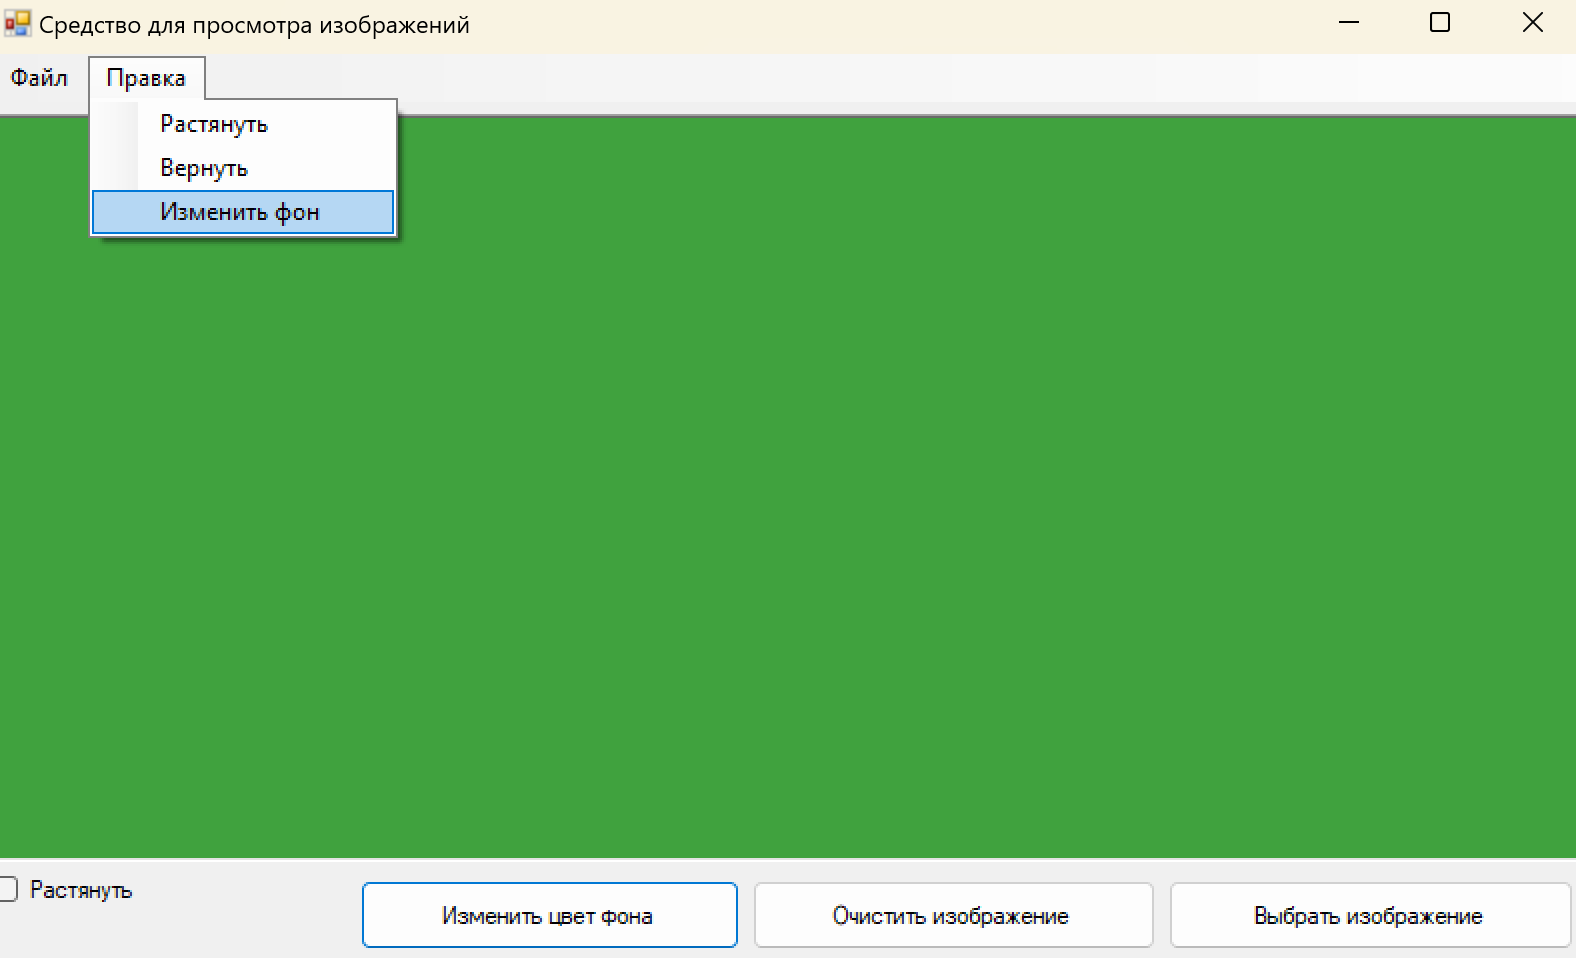 Средство для просмотра изображений
Файл Правка
Растянуть
Вернуть
Изменить фон
Растянуть
Изменить цвет фона
Очистить изображение
Выбрать изображение